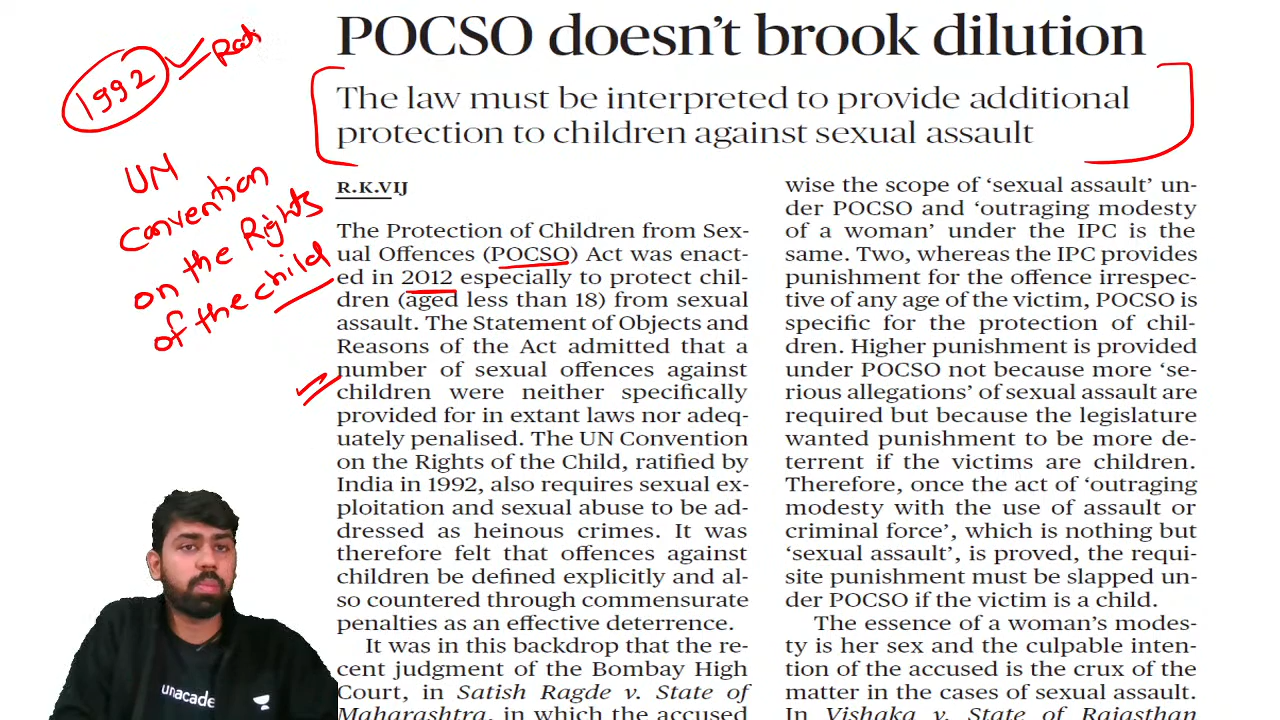 POCSO doesn't brook dilution
The law must be interpreted to provide additional
protection to children against sexual assault
1992
UN
Convention
on the Rights
of the child
R.K.VIJ
The Protection of Children from Sex-
ual Offences (POCSO) Act was enact-
ed in 2012 especially to protect chil-
dren (aged less than 18) from sexual
assault. The Statement of Objects and
Reasons of the Act admitted that a
number of sexual offences against
children were neither specifically
provided for in extant laws nor adeq-
uately penalised. The UN Convention
on the Rights of the Child, ratified by
India in 1992, also requires sexual ex-
ploitation and sexual abuse to be ad-
dressed as heinous crimes. It was
therefore felt that offences against
children be defined explicitly and al-
so countered through commensurate
penalties as an effective deterrence.
It was in this backdrop that the re-
cent judgment of the Bombay High
Court, in Satish Ragde v. State of
Maharashtra, in which the accused
wise the scope of 'sexual assault' un-
der POCSO and 'outraging modesty
of a woman' under the IPC is the
same. Two, whereas the IPC provides
punishment for the offence irrespec-
tive of any age of the victim, POCSO is
specific for the protection of chil-
dren. Higher punishment is provided
under POCSO not because more 'se-
rious allegations' of sexual assault are
required but because the legislature
wanted punishment to be more de-
terrent if the victims are children.
Therefore, once the act of 'outraging
modesty with the use of assault or
criminal force', which is nothing but
'sexual assault', is proved, the requi-
site punishment must be slapped un-
der POCSO if the victim is a child.
The essence of a woman's modes-
ty is her sex and the culpable inten-
tion of the accused is the crux of the
matter in the cases of sexual assault.
In Vishaka v. State of Rajasthan
unacade